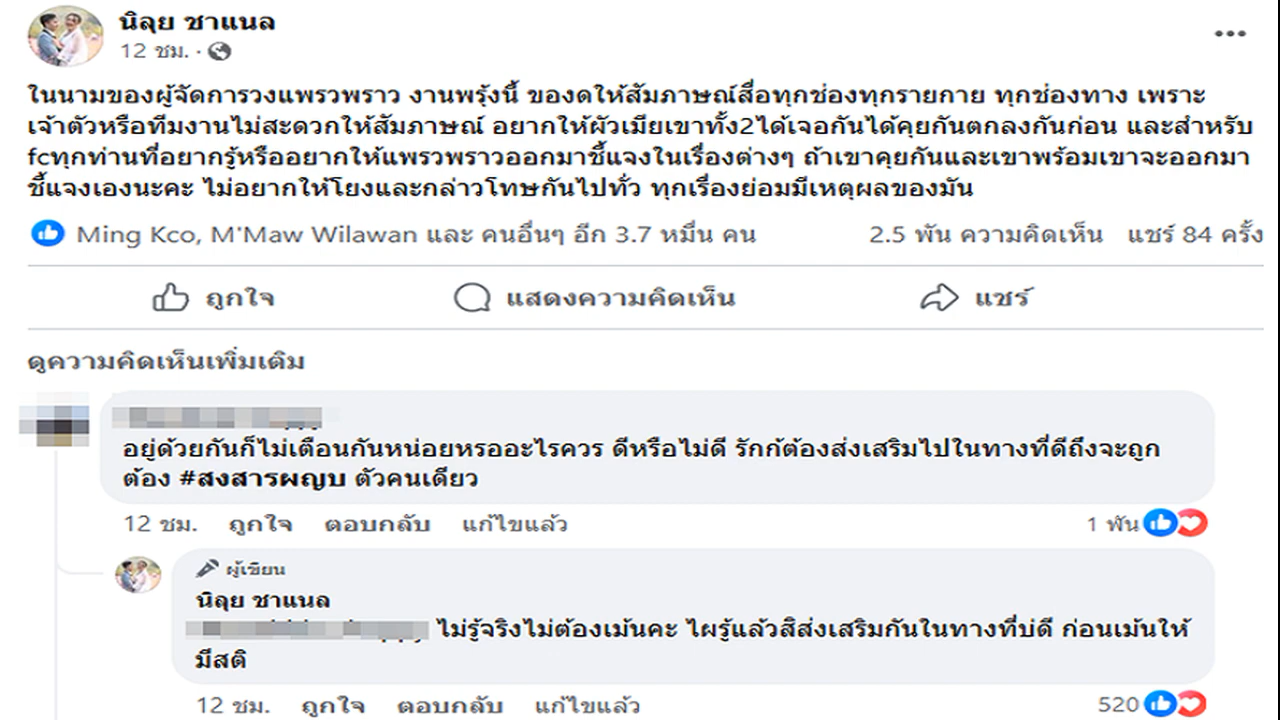 นิลุย ชาแนล
12 ชม. ·
ในนามของผู้จัดการวงแพรวพราว งานพรุ้งนี้ ของดให้สัมภาษณ์สื่อทุกช่องทุกรายกาย ทุกช่องทาง เพราะ
เจ้าตัวหรือทีมงานไม่สะดวกให้สัมภาษณ์ อยากให้ผัวเมียเขาทั้ง2ได้เจอกันได้คุยกันตกลงกันก่อน และสำหรับ
fcทุกท่านที่อยากรู้หรืออยากให้แพรวพราวออกมาชี้แจงในเรื่องต่างๆ ถ้าเขาคุยกันและเขาพร้อมเขาจะออกมา
ชี้แจงเองนะคะ ไม่อยากให้โยงและกล่าวโทษกันไปทั่ว ทุกเรื่องย่อมมีเหตุผลของมัน
Ming Kco, M'Maw Wilawan และ คนอื่นๆ อีก 3.7 หมื่น คน 2.5 พัน ความคิดเห็น แชร์ 84 ครั้ง
ถูกใจ แสดงความคิดเห็น แชร์
ดูความคิดเห็นเพิ่มเติม
อยู่ด้วยกันก็ไม่เตือนกันหน่อยหรออะไรควร ดีหรือไม่ดี รักก้ต้องส่งเสริมไปในทางที่ดีถึงจะถูก
ต้อง #สงสารผญบ ตัวคนเดียว
12 ชม. ถูกใจ ตอบกลับ แก้ไขแล้ว 1 พัน
ผู้เขียน
นิลุย ชาแนล
ไม่รู้จริงไม่ต้องเม้นคะ ไผรู้แล้วสิส่งเสริมกันในทางที่บ่ดี ก่อนเม้นให้
มีสติ
12 ชม. ถูกใจ ตอบกลับ แก้ไขแล้ว 520